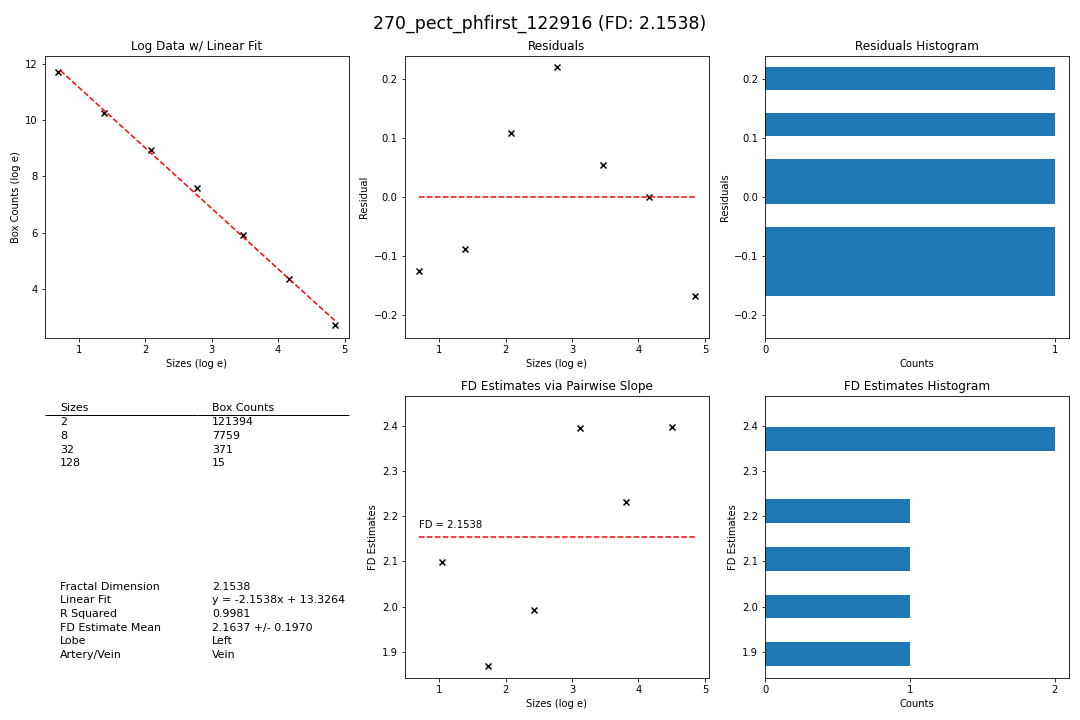 270_pect_phfirst_122916 (FD: 2.1538)
Log Data w/ Linear Fit
12
10
8
6
4
Box Counts (log e)
1 2 3 4 5
Sizes (log e)
Residuals
0.2
0.1
0.0
−0.1
−0.2
Residual
1 2 3 4 5
Sizes (log e)
Residuals Histogram
0.2
0.1
0.0
−0.1
−0.2
Residuals
0 1
Counts
Sizes Box Counts
2 121394
8 7759
32 371
128 15
Fractal Dimension 2.1538
Linear Fit y = -2.1538x + 13.3264
R Squared 0.9981
FD Estimate Mean 2.1637 +/- 0.1970
Lobe Left
Artery/Vein Vein
FD Estimates via Pairwise Slope
2.4
2.3
2.2
2.1
2.0
1.9
FD Estimates
FD = 2.1538
1 2 3 4 5
Sizes (log e)
FD Estimates Histogram
2.4
2.3
2.2
2.1
2.0
1.9
FD Estimates
0 1 2
Counts